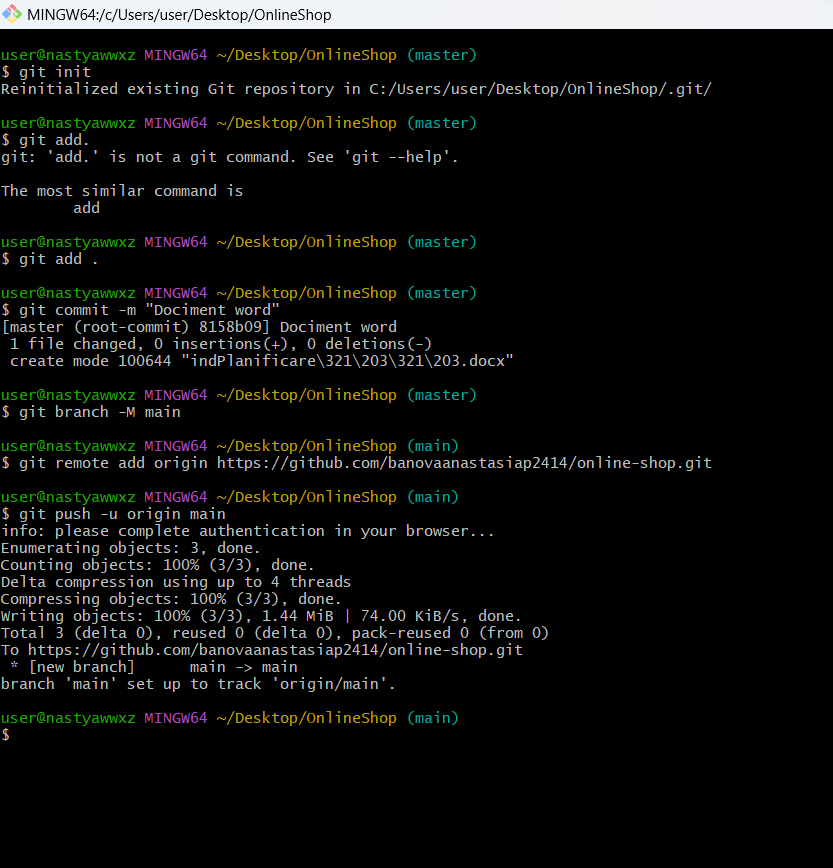 MINGW64:/c/Users/user/Desktop/OnlineShop
user@nastyawwxz MINGW64 ~/Desktop/OnlineShop (master)
$ git init
Reinitialized existing Git repository in C:/Users/user/Desktop/OnlineShop/.git/
user@nastyawwxz MINGW64 ~/Desktop/OnlineShop (master)
$ git add.
git: 'add.' is not a git command. See 'git --help'.
The most similar command is
add
user@nastyawwxz MINGW64 ~/Desktop/OnlineShop (master)
$ git add .
user@nastyawwxz MINGW64 ~/Desktop/OnlineShop (master)
$ git commit -m "Dociment word"
[master (root-commit) 8158b09] Dociment word
1 file changed, 0 insertions(+), 0 deletions(-)
create mode 100644 "indPlanificare\321\203\321\203.docx"
user@nastyawwxz MINGW64 ~/Desktop/OnlineShop (master)
$ git branch -M main
user@nastyawwxz MINGW64 ~/Desktop/OnlineShop (main)
$ git remote add origin https://github.com/banovaanastasiap2414/online-shop.git
user@nastyawwxz MINGW64 ~/Desktop/OnlineShop (main)
$ git push -u origin main
info: please complete authentication in your browser...
Enumerating objects: 3, done.
Counting objects: 100% (3/3), done.
Delta compression using up to 4 threads
Compressing objects: 100% (3/3), done.
Writing objects: 100% (3/3), 1.44 MiB | 74.00 KiB/s, done.
Total 3 (delta 0), reused 0 (delta 0), pack-reused 0 (from 0)
To https://github.com/banovaanastasiap2414/online-shop.git
* [new branch] main -> main
branch 'main' set up to track 'origin/main'.
user@nastyawwxz MINGW64 ~/Desktop/OnlineShop (main)
$